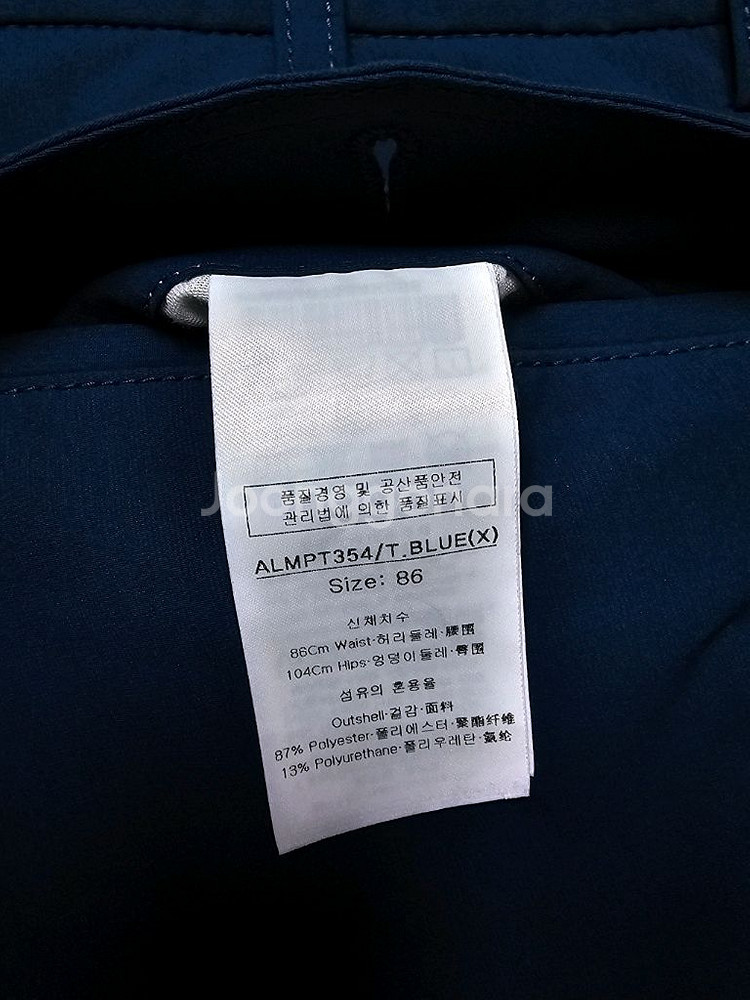 품질경영 및 공산품안전
관리법에 의한 품질표시
Joonggonara
ALMPT354/T.BLUE(X)
Size: 86
신체치수
86Cm Waist·허리둘레·腰围
104Cm Hips·엉덩이둘레·臀围
섬유의 혼용율
Outshell·겉감·面料
87% Polyester·폴리에스터·聚酯纤维
13% Polyurethane·폴리우레탄·氨纶